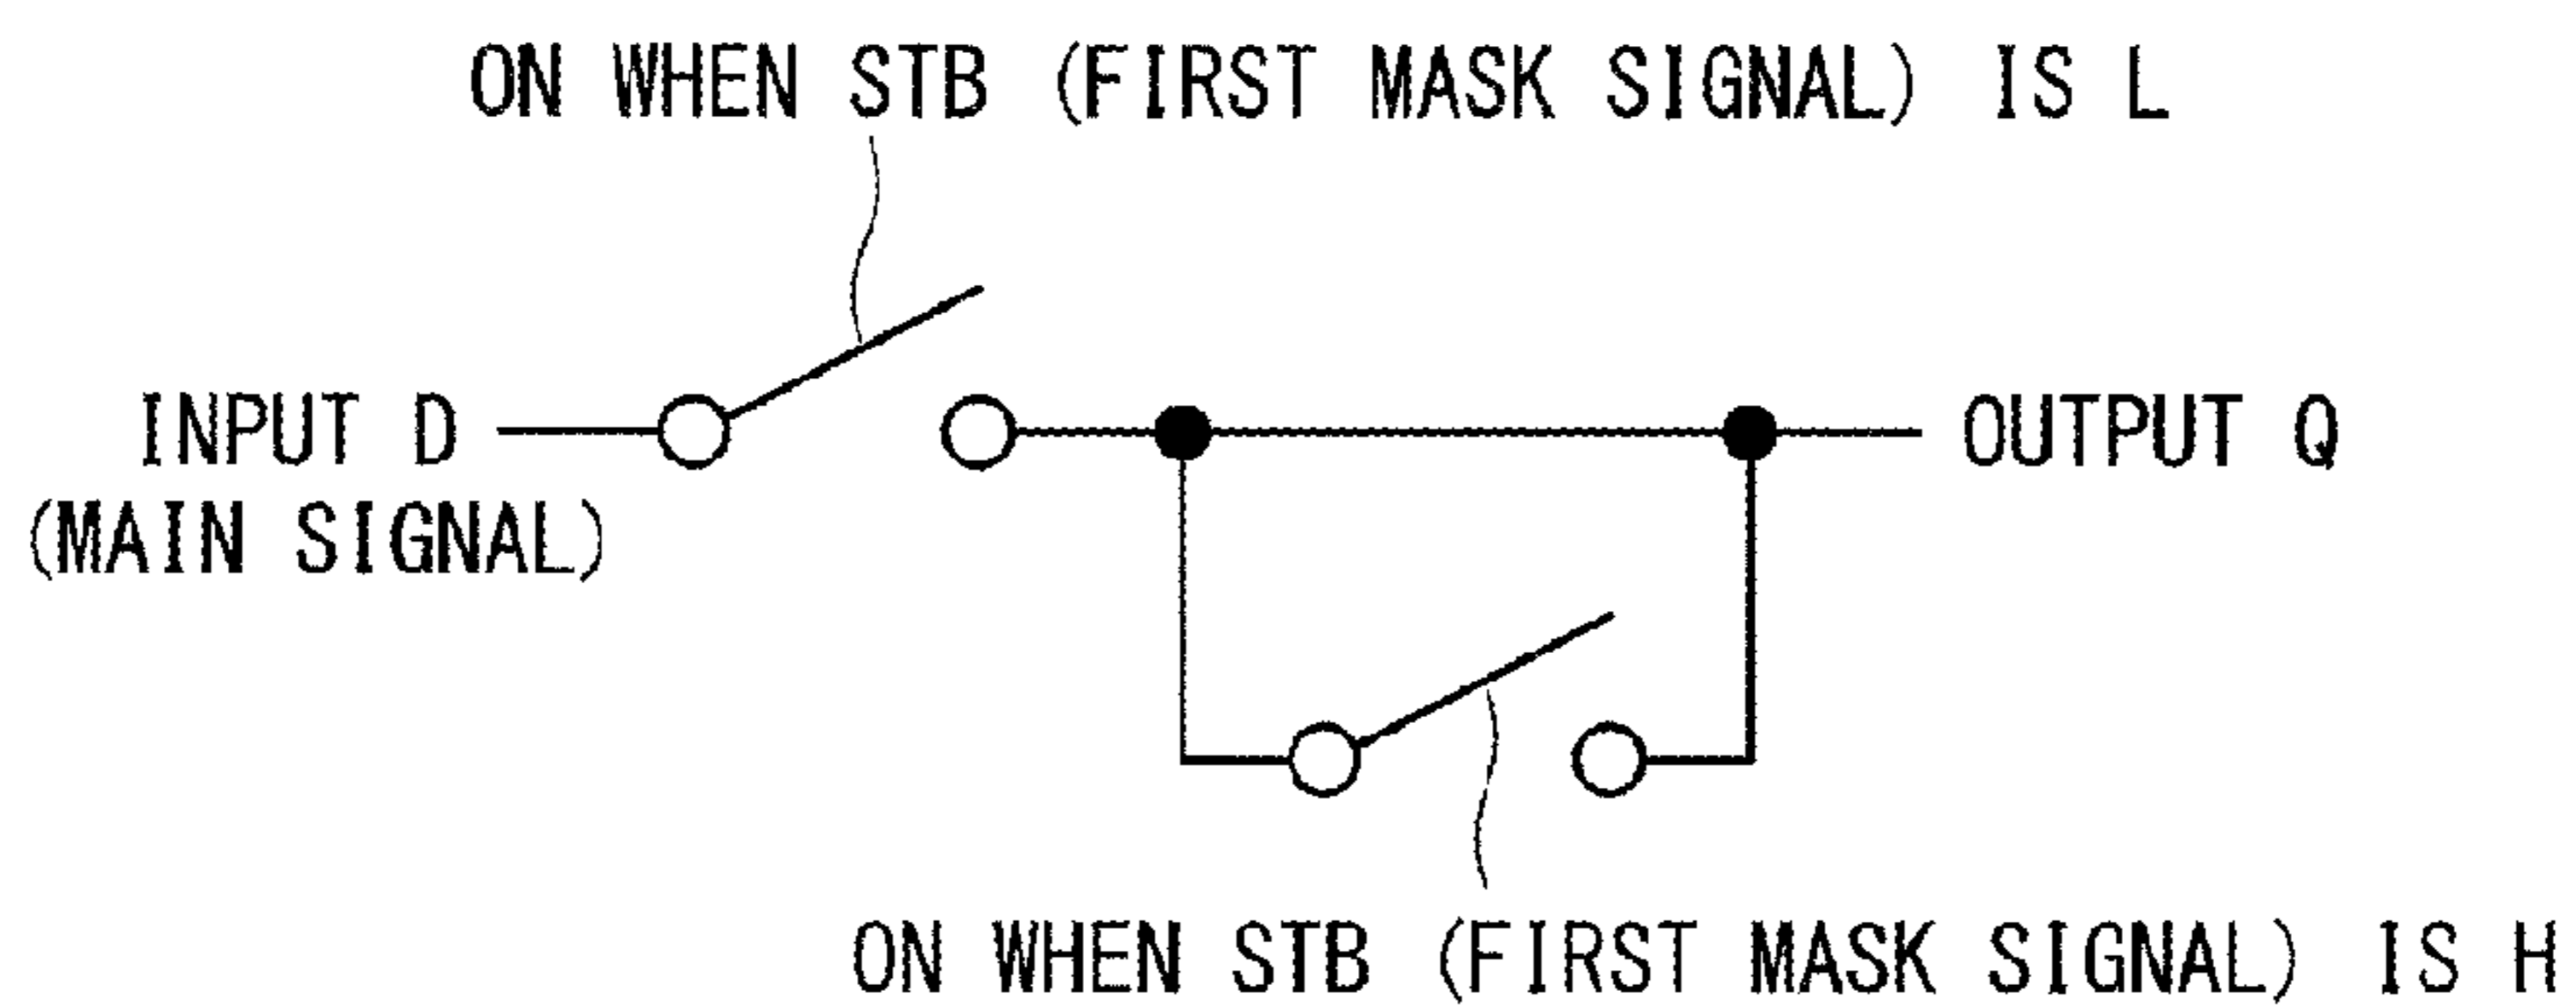 ON WHEN STB (FIRST MASK SIGNAL) IS L
INPUT D
(MAIN SIGNAL)
OUTPUT Q
ON WHEN STB (FIRST MASK SIGNAL) IS H